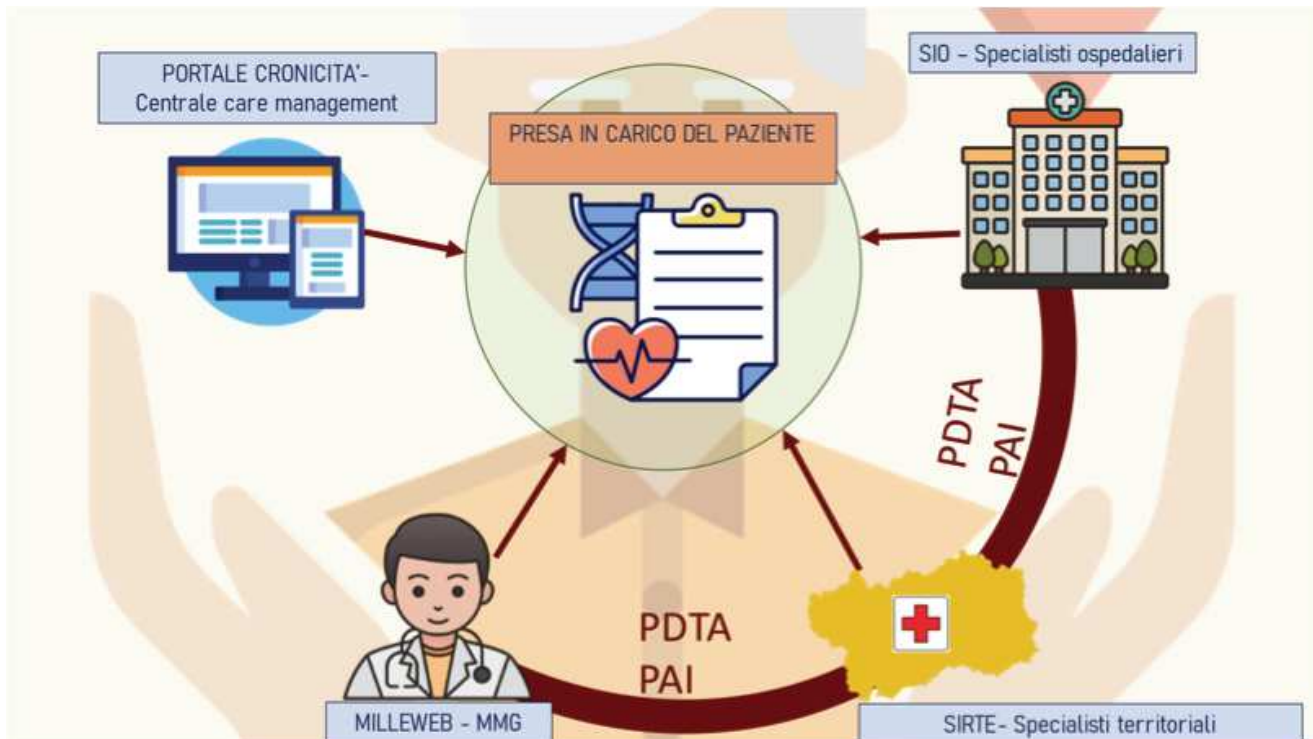 PORTALE CRONICITA'-
Centrale care management
SIO - Specialisti ospedalieri
PRESA IN CARICO DEL PAZIENTE
PDTA
PAI
PDTA
PAI
MILLEWEB - MMG
SIRTE- Specialisti territoriali